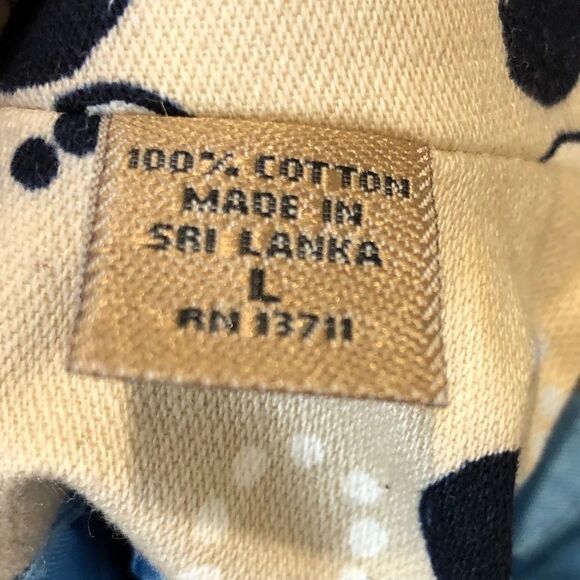 100% COTTON
MADE IN
SRI LANKA
L
RN 13711